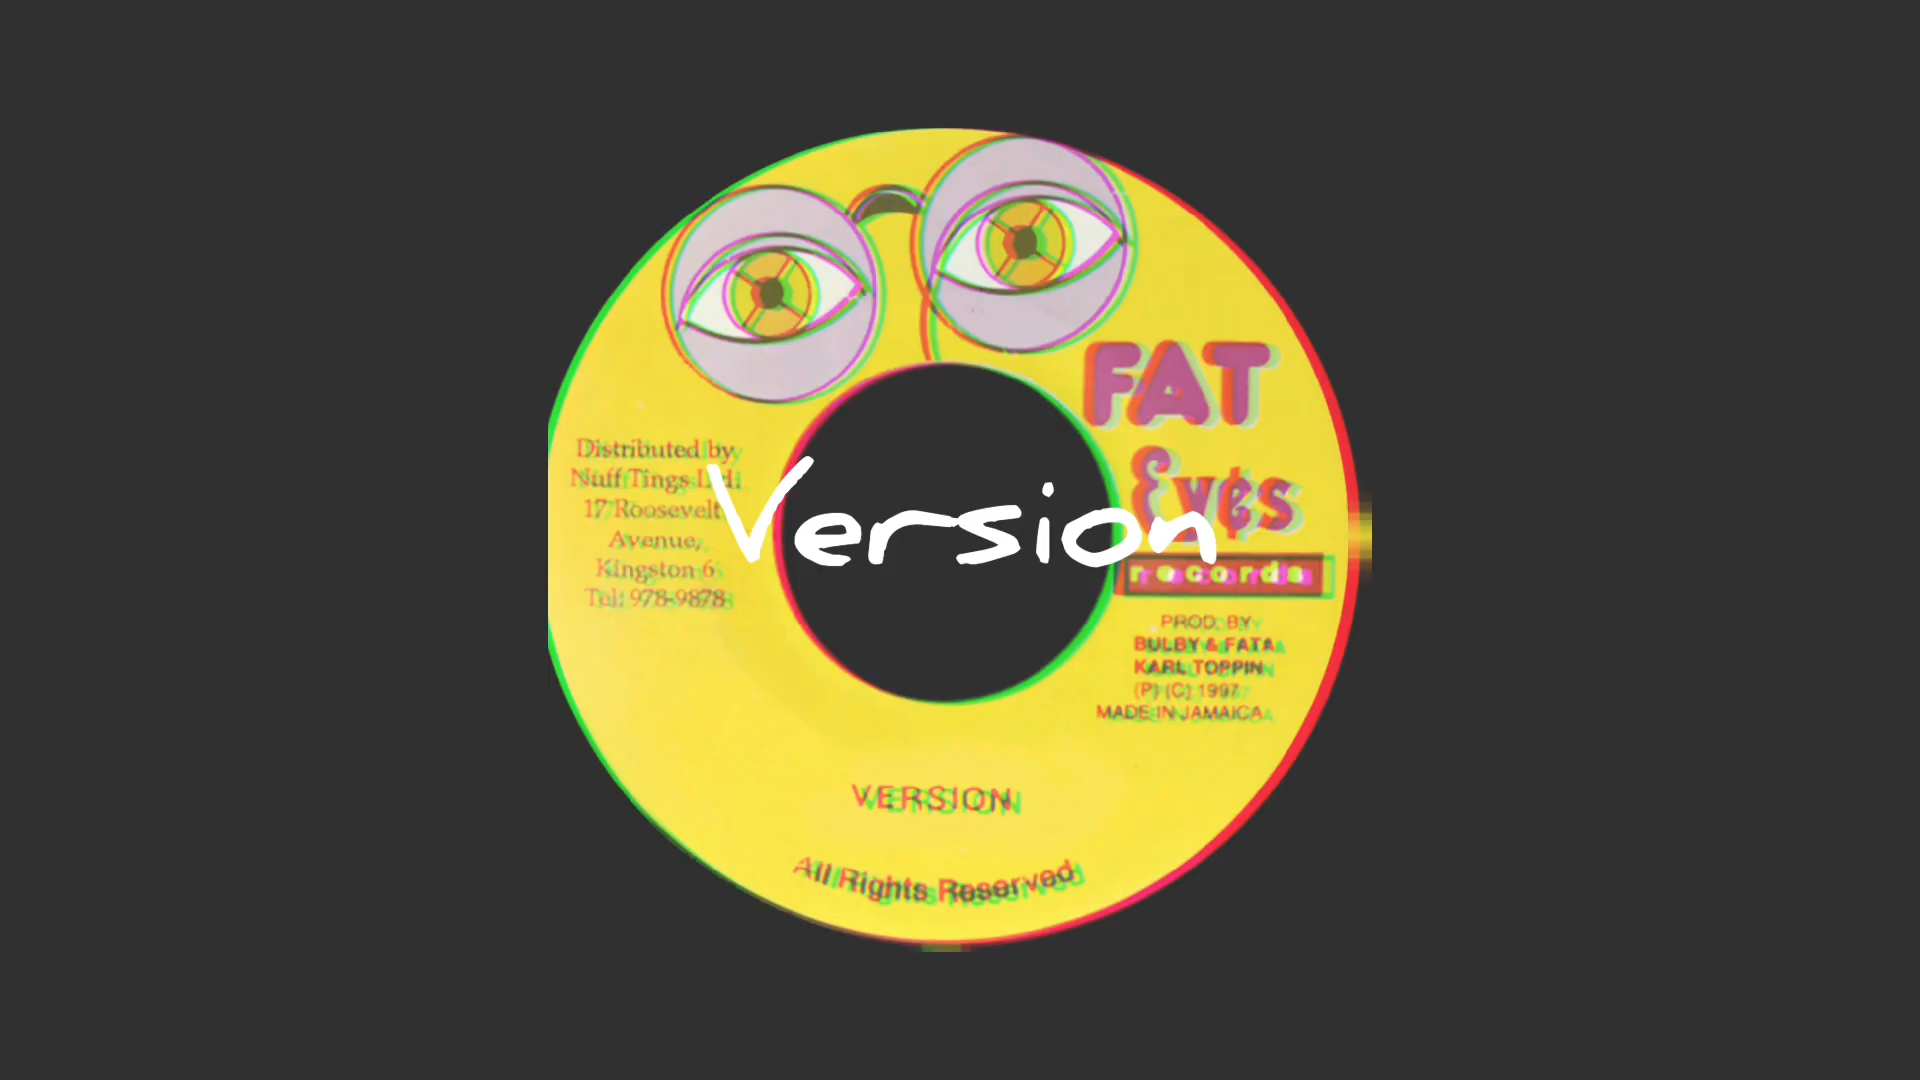 FAT
Ey¢s
records
Distributed by
Nuff Tings Ltd.
17 Roosevelt
Avenue,
Kingston 6
Tel: 978-9878
Version
PROD. BY
BULBY & FATA
KARL TOPPIN
(P) (C) 1997
MADE IN JAMAICA
VERSION
All Rights Reserved